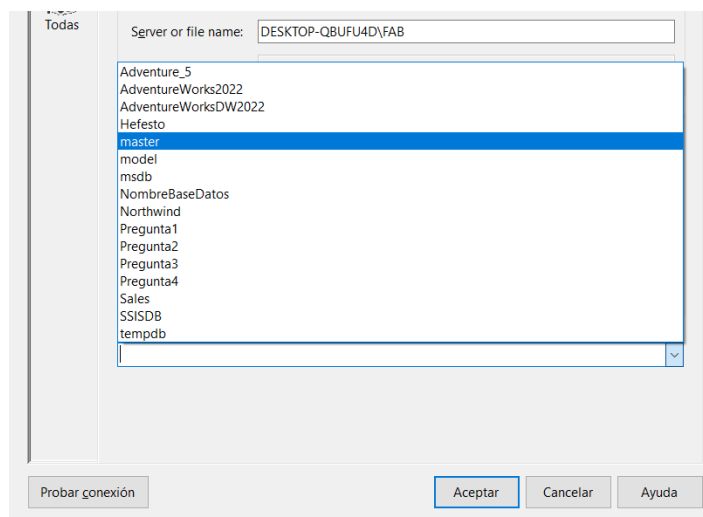 Todas
Server or file name: DESKTOP-QBUFU4D\FAB
Adventure_5
AdventureWorks2022
AdventureWorksDW2022
Hefesto
master
model
msdb
NombreBaseDatos
Northwind
Pregunta1
Pregunta2
Pregunta3
Pregunta4
Sales
SSISDB
tempdb
Probar conexión Aceptar Cancelar Ayuda